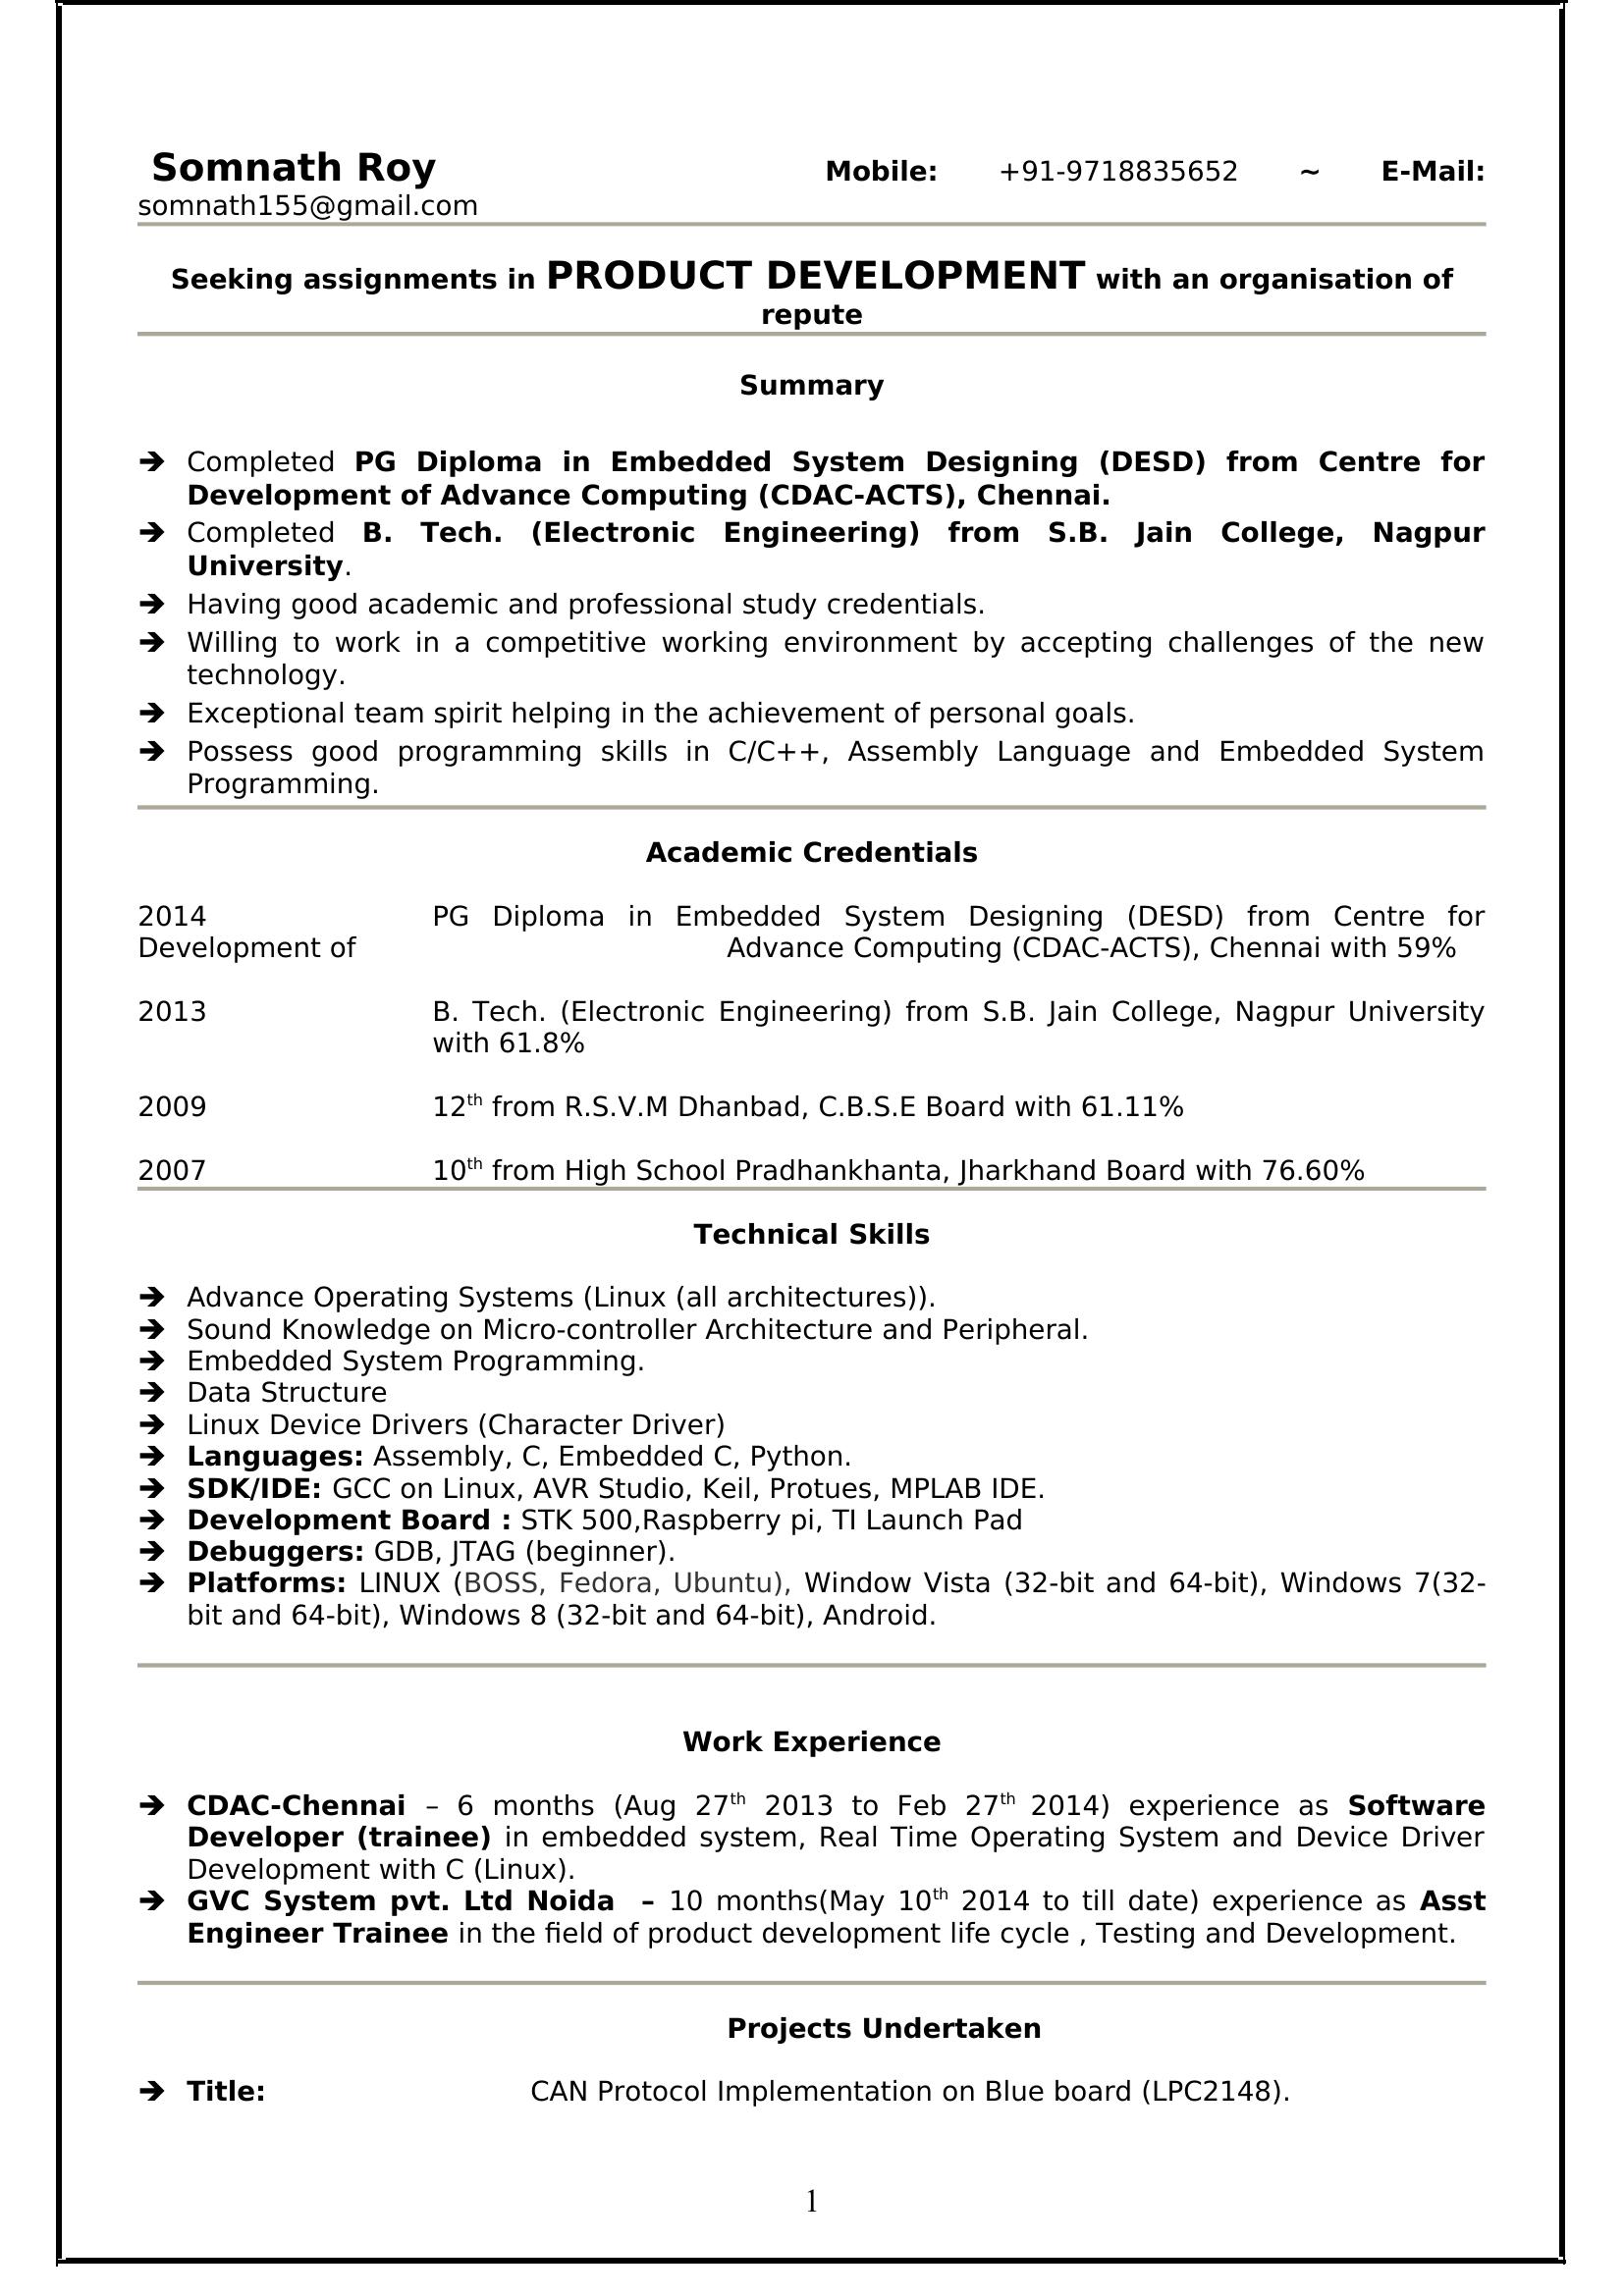 Somnath Roy Mobile: +91-9718835652 ~ E-Mail:
somnath155@gmail.com
Seeking assignments in PRODUCT DEVELOPMENT with an organisation of
repute
Summary
➔ Completed PG Diploma in Embedded System Designing (DESD) from Centre for
Development of Advance Computing (CDAC-ACTS), Chennai.
➔ Completed B. Tech. (Electronic Engineering) from S.B. Jain College, Nagpur
University.
➔ Having good academic and professional study credentials.
➔ Willing to work in a competitive working environment by accepting challenges of the new
technology.
➔ Exceptional team spirit helping in the achievement of personal goals.
➔ Possess good programming skills in C/C++, Assembly Language and Embedded System
Programming.
Academic Credentials
2014 PG Diploma in Embedded System Designing (DESD) from Centre for
Development of Advance Computing (CDAC-ACTS), Chennai with 59%
2013 B. Tech. (Electronic Engineering) from S.B. Jain College, Nagpur University
with 61.8%
2009 12th from R.S.V.M Dhanbad, C.B.S.E Board with 61.11%
2007 10th from High School Pradhankhanta, Jharkhand Board with 76.60%
Technical Skills
➔ Advance Operating Systems (Linux (all architectures)).
➔ Sound Knowledge on Micro-controller Architecture and Peripheral.
➔ Embedded System Programming.
➔ Data Structure
➔ Linux Device Drivers (Character Driver)
➔ Languages: Assembly, C, Embedded C, Python.
➔ SDK/IDE: GCC on Linux, AVR Studio, Keil, Protues, MPLAB IDE.
➔ Development Board : STK 500,Raspberry pi, TI Launch Pad
➔ Debuggers: GDB, JTAG (beginner).
➔ Platforms: LINUX (BOSS, Fedora, Ubuntu), Window Vista (32-bit and 64-bit), Windows 7(32-
bit and 64-bit), Windows 8 (32-bit and 64-bit), Android.
Work Experience
➔ CDAC-Chennai – 6 months (Aug 27th 2013 to Feb 27th 2014) experience as Software
Developer (trainee) in embedded system, Real Time Operating System and Device Driver
Development with C (Linux).
➔ GVC System pvt. Ltd Noida – 10 months(May 10th 2014 to till date) experience as Asst
Engineer Trainee in the field of product development life cycle , Testing and Development.
Projects Undertaken
➔ Title: CAN Protocol Implementation on Blue board (LPC2148).
1